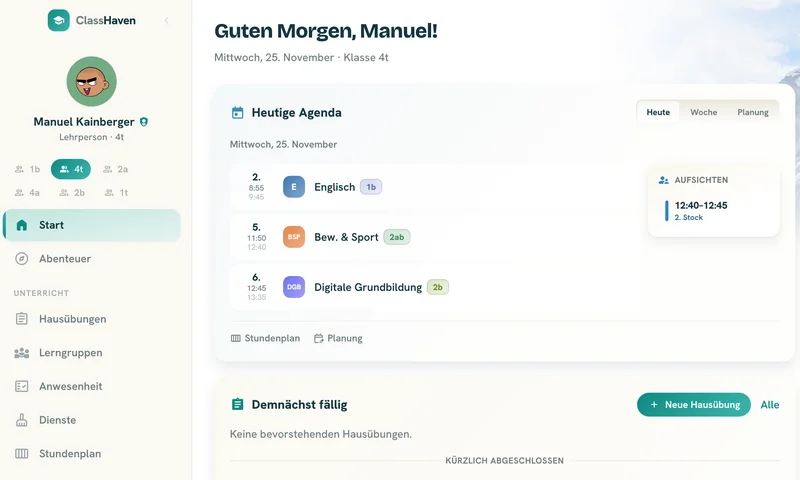 ClassHaven
Manuel Kainberger
Lehrperson · 4t
1b
4t
2a
4a
2b
1t
Start
Abenteuer
UNTERRICHT
Hausübungen
Lerngruppen
Anwesenheit
Dienste
Stundenplan
Guten Morgen, Manuel!
Mittwoch, 25. November · Klasse 4t
Heutige Agenda
Heute
Woche
Planung
Mittwoch, 25. November
2.
8:55
9:45
E
Englisch
1b
5.
11:50
12:40
BSP
Bew. & Sport
2ab
6.
12:45
13:35
DGB
Digitale Grundbildung
2b
AUFSICHTEN
12:40-12:45
2. Stock
Stundenplan
Planung
Demnächst fällig
+ Neue Hausübung
Alle
Keine bevorstehenden Hausübungen.
KÜRZLICH ABGESCHLOSSEN